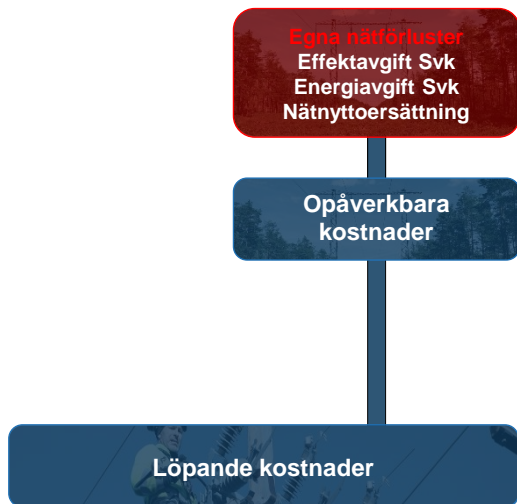 Egna nätförluster
Effektavgift Svk
Energiavgift Svk
Nätnyttoersättning
Opåverkbara
kostnader
Löpande kostnader